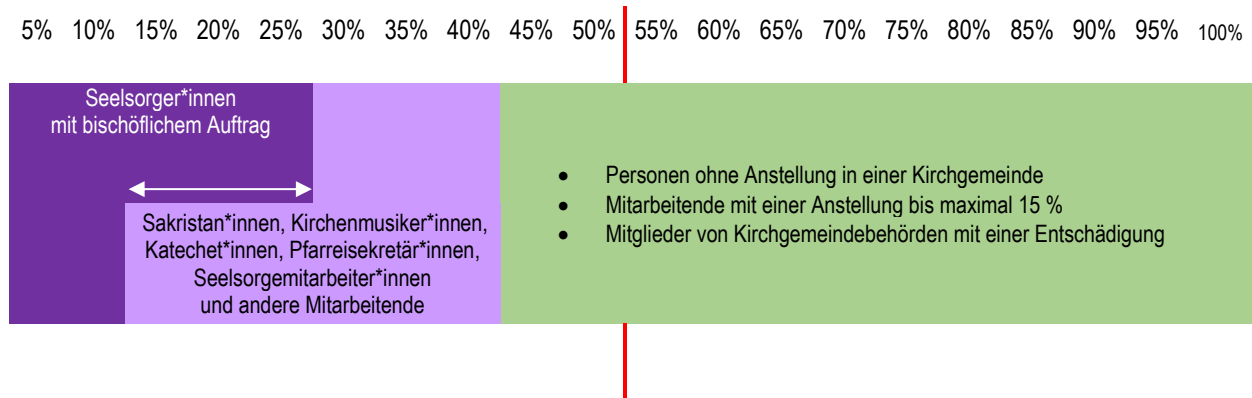 5% 10% 15% 20% 25% 30% 35% 40% 45% 50% 55% 60% 65% 70% 75% 80% 85% 90% 95% 100%
Seelsorger*innen
mit bischöflichem Auftrag
Sakristan*innen, Kirchenmusiker*innen,
Katechet*innen, Pfarreisekretär*innen,
Seelsorgemitarbeiter*innen
und andere Mitarbeitende
• Personen ohne Anstellung in einer Kirchgemeinde
• Mitarbeitende mit einer Anstellung bis maximal 15 %
• Mitglieder von Kirchgemeindebehörden mit einer Entschädigung